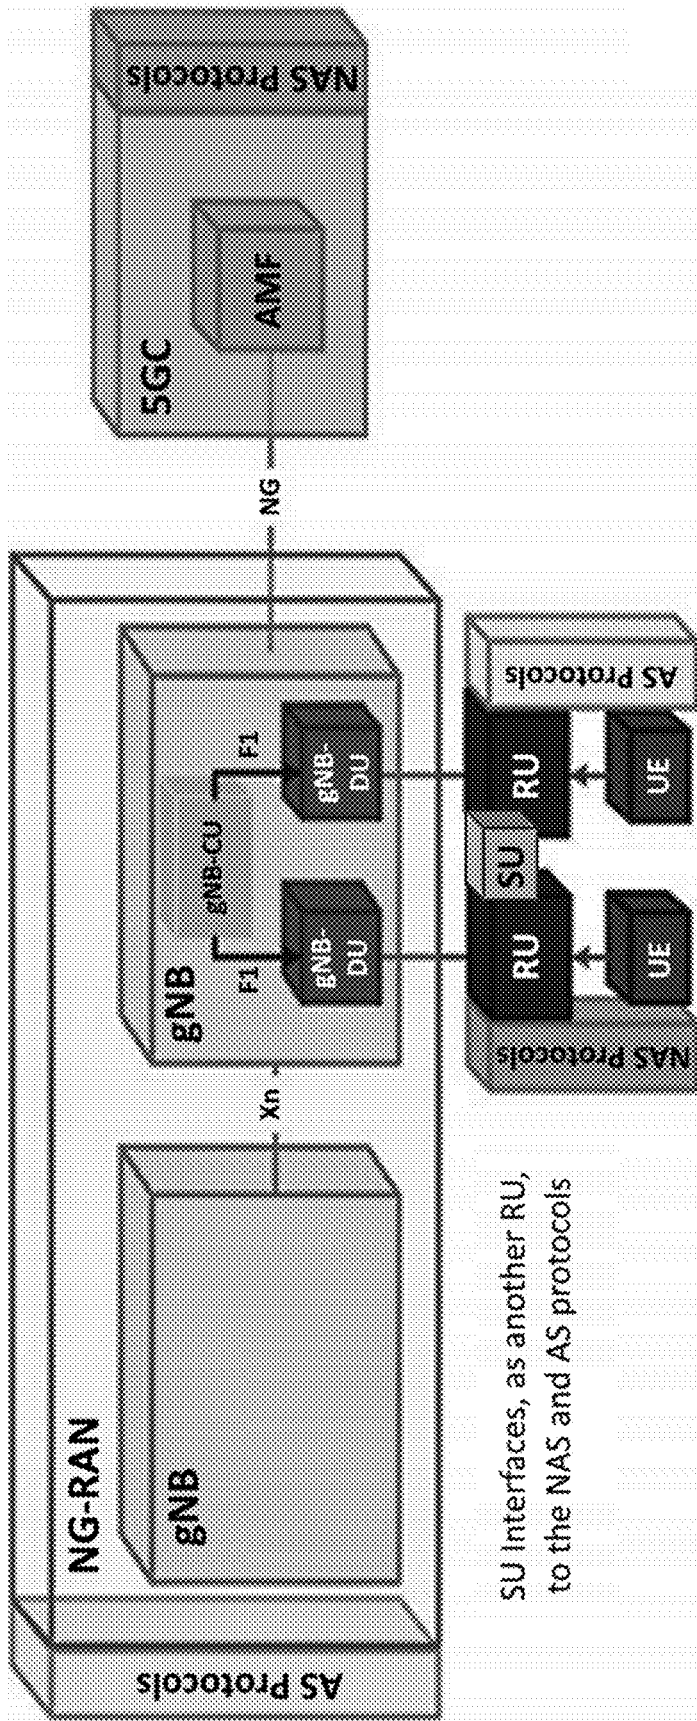 NG-RAN
AS Protocols
gNB
Xn
gNB
gNB-CU
F1
F1
gNB-
DU
gNB-
DU
NG
5GC
AMF
NAS Protocols
NAS Protocols
RU
SU
RU
AS Protocols
UE
UE
SU Interfaces, as another RU,
to the NAS and AS protocols